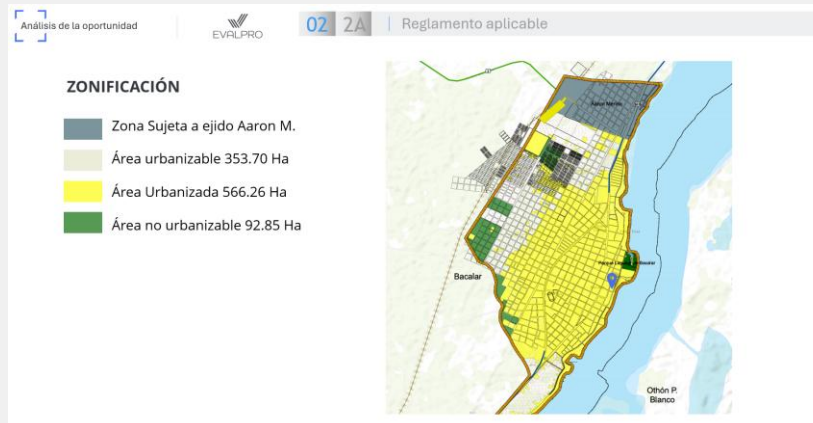 Análisis de la oportunidad
EVALPRO
02 2A | Reglamento aplicable
ZONIFICACIÓN
Zona Sujeta a ejido Aaron M.
Área urbanizable 353.70 Ha
Área Urbanizada 566.26 Ha
Área no urbanizable 92.85 Ha
Bacalar
Othón P.
Blanco